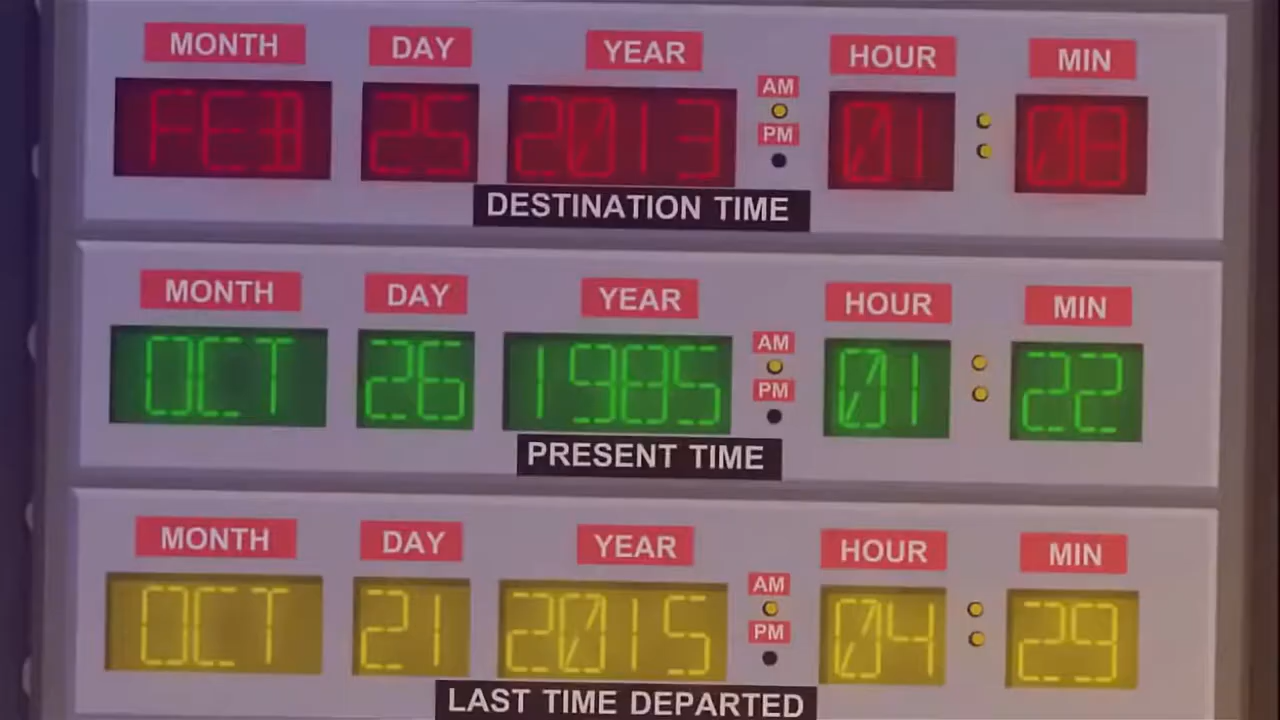 MONTH DAY YEAR HOUR MIN
AM
FEB 25 2013 01 : 08
PM
DESTINATION TIME
MONTH DAY YEAR HOUR MIN
AM
OCT 26 1985 01 : 22
PM
PRESENT TIME
MONTH DAY YEAR HOUR MIN
AM
OCT 21 2015 04 : 29
PM
LAST TIME DEPARTED